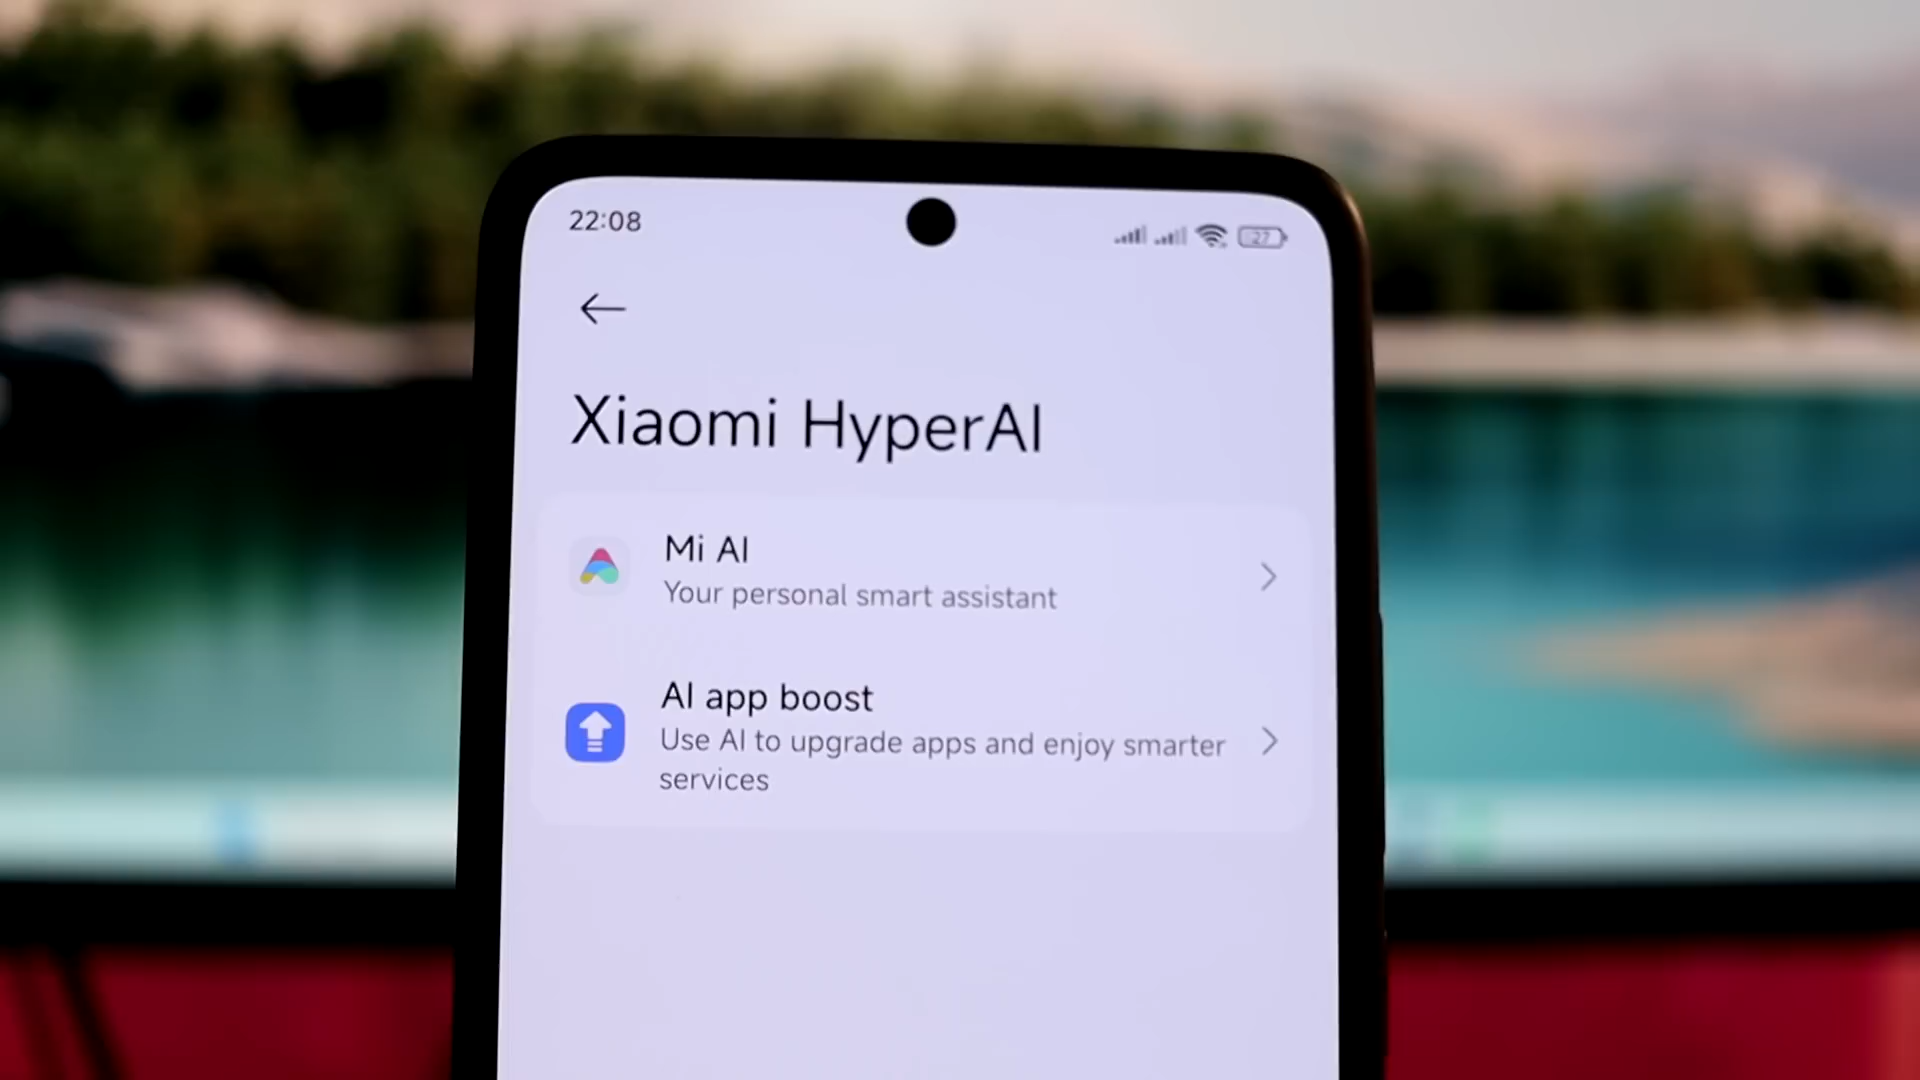 22:08
27
Xiaomi HyperAI
Mi AI
Your personal smart assistant
AI app boost
Use AI to upgrade apps and enjoy smarter
services